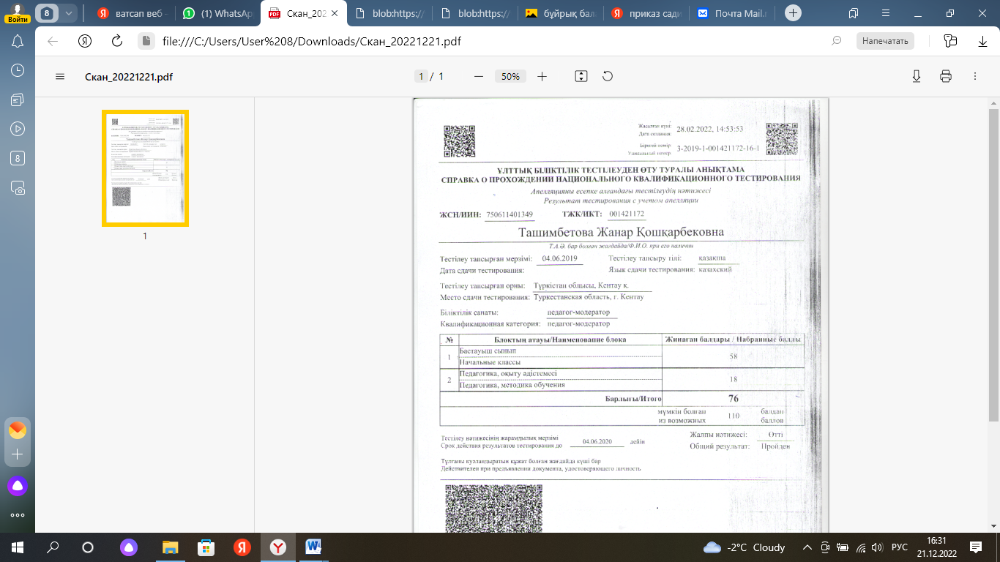 Войти
8
ватсап веб -
(1) WhatsAp
Скан_202
blob:https:/
blob:https:/
бұйрық бал
приказ сади
Почта Mail.
file:///C:/Users/User%208/Downloads/Скан_20221221.pdf
Напечатать
Скан_20221221.pdf
1 / 1
50%
1
8
Жасалған күні:
Дата создания:
28.02.2022, 14:53:53
Бірегей нөмір:
Уникальный номер:
3-2019-1-001421172-16-1
ҰЛТТЫҚ БІЛІКТІЛІК ТЕСТІЛЕУДЕН ӨТУ ТУРАЛЫ АНЫҚТАМА
СПРАВКА О ПРОХОЖДЕНИИ НАЦИОНАЛЬНОГО КВАЛИФИКАЦИОННОГО ТЕСТИРОВАНИЯ
Апелляцияны есепке алғандағы тестілеудің нәтижесі
Результат тестирования с учетом апелляции
ЖСН/ИИН: 750611401349 ТЖК/ИКТ: 001421172
Ташимбетова Жанар Қошқарбековна
Т.А.Ә. бар болған жағдайда/Ф.И.О. при его наличии
Тестілеу тапсырған мерзімі: 04.06.2019 Тестілеу тапсыру тілі: қазақша
Дата сдачи тестирования: Язык сдачи тестирования: казахский
Тестілеу тапсырған орны: Түркістан облысы, Кентау қ.
Место сдачи тестирования: Туркестанская область, г. Кентау
Біліктілік санаты: педагог-модератор
Квалификационная категория: педагог-модератор
№ Блоктың атауы/Наименование блока Жинаған балдары / Набранные баллы
1 Бастауыш сынып 58
Начальные классы
2 Педагогика, оқыту әдістемесі 18
Педагогика, методика обучения
Барлығы/Итого 76
мүмкін болған 110 балдан
из возможных баллов
Жалпы нәтижесі: Өтті
Общий результат: Пройден
Тестілеу нәтижесінің жарамдылық мерзімі
Срок действия результатов тестирования до 04.06.2020 дейін
Тұлғаны куәландыратын құжат болған жағдайда күші бар
Действителен при предъявлении документа, удостоверяющего личность
-2°C Cloudy
РУС
16:31
21.12.2022